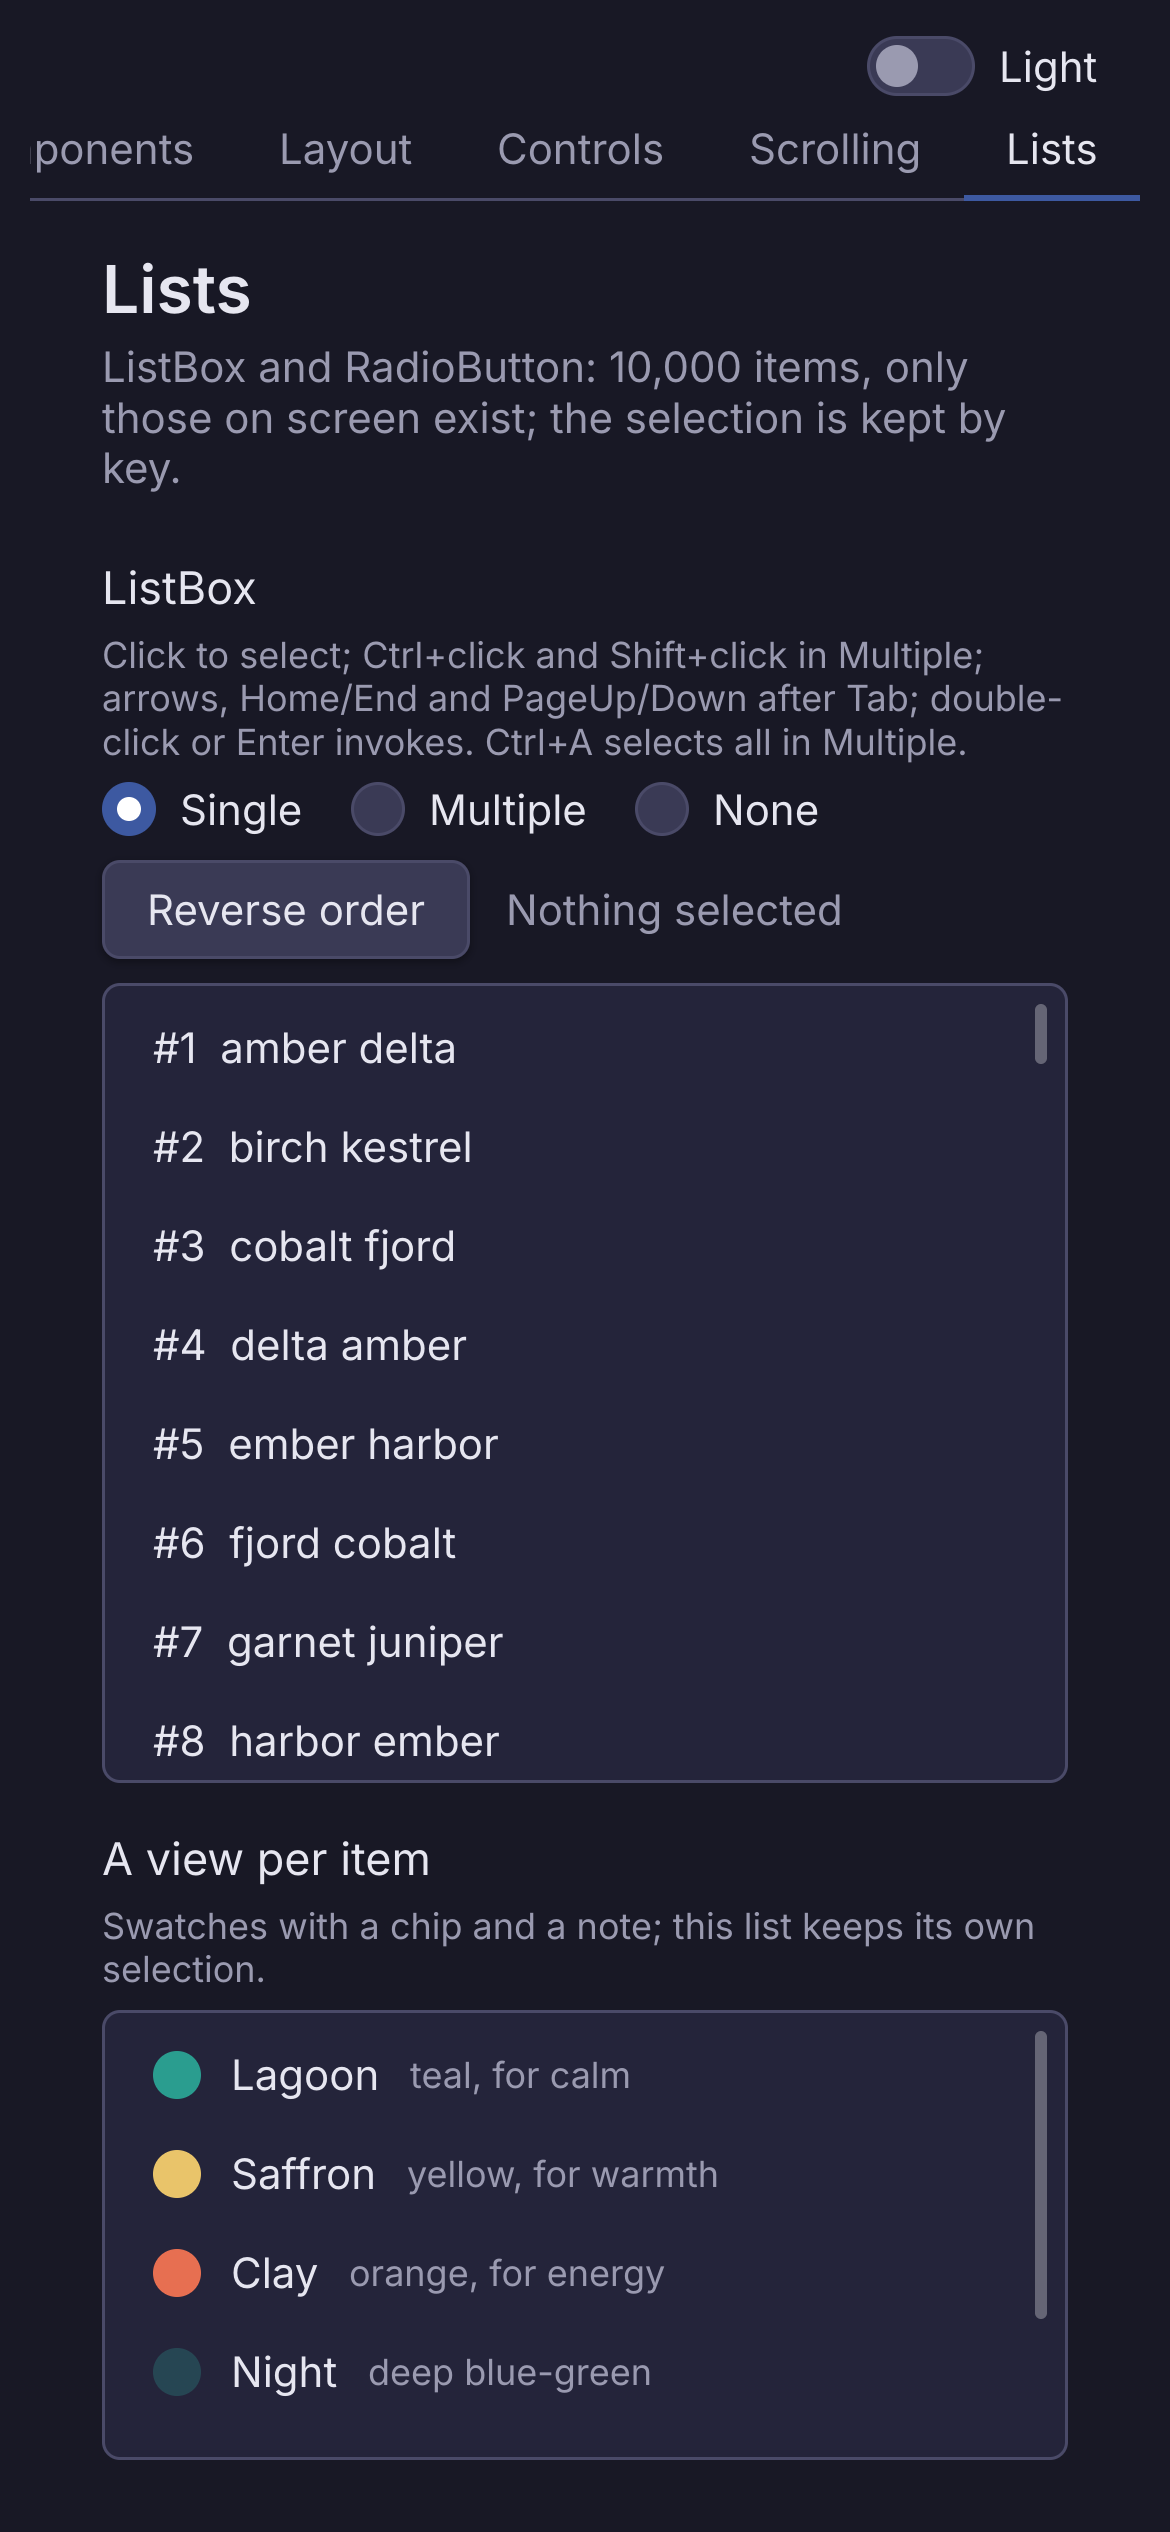 Light
ponents Layout Controls Scrolling Lists
Lists
ListBox and RadioButton: 10,000 items, only
those on screen exist; the selection is kept by
key.
ListBox
Click to select; Ctrl+click and Shift+click in Multiple;
arrows, Home/End and PageUp/Down after Tab; double-
click or Enter invokes. Ctrl+A selects all in Multiple.
Single Multiple None
Reverse order Nothing selected
#1 amber delta
#2 birch kestrel
#3 cobalt fjord
#4 delta amber
#5 ember harbor
#6 fjord cobalt
#7 garnet juniper
#8 harbor ember
A view per item
Swatches with a chip and a note; this list keeps its own
selection.
Lagoon teal, for calm
Saffron yellow, for warmth
Clay orange, for energy
Night deep blue-green